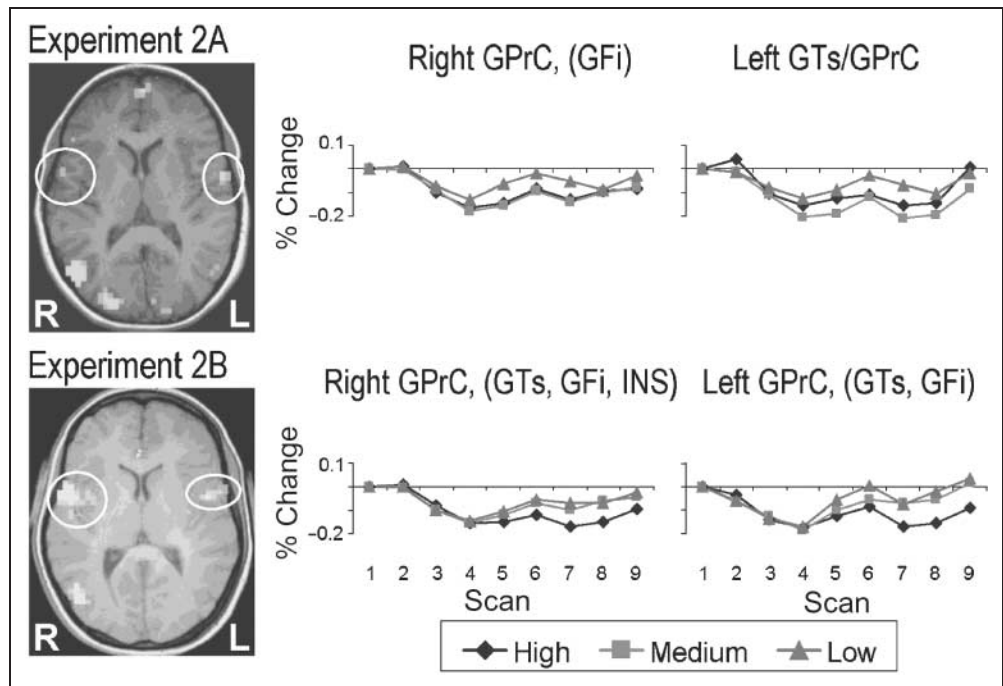 Experiment 2A
Right GPrC, (GFi)
Left GTs/GPrC
% Change
0.1
-0.2
R
L
Experiment 2B
Right GPrC, (GTs, GFi, INS)
Left GPrC, (GTs, GFi)
% Change
0.1
-0.2
1 2 3 4 5 6 7 8 9
1 2 3 4 5 6 7 8 9
Scan
Scan
R
L
High Medium Low